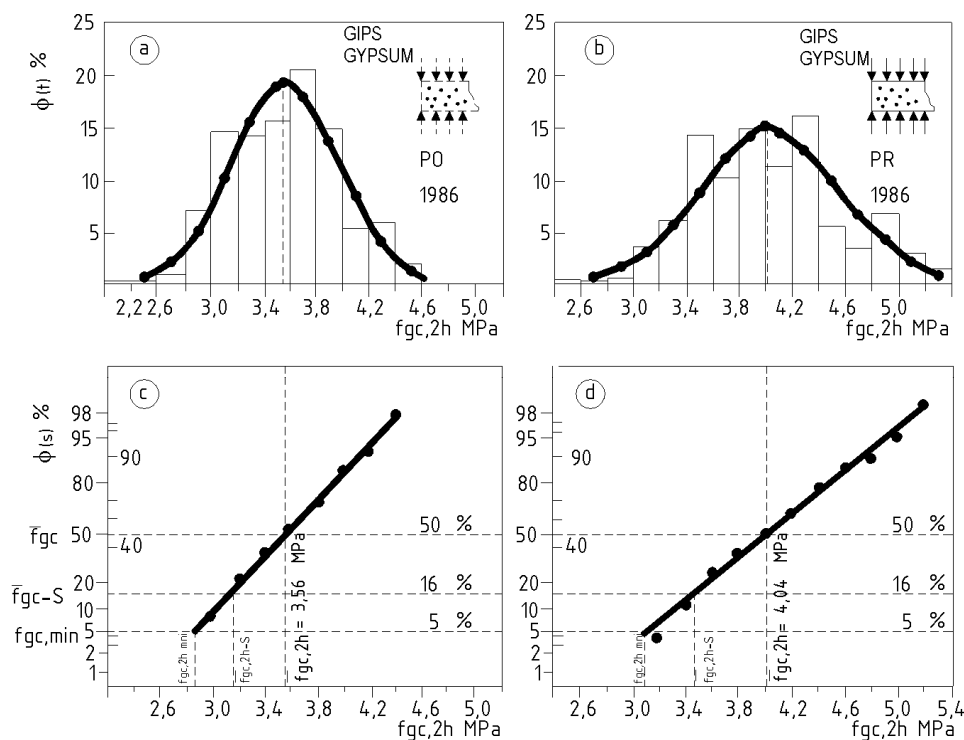 25
a
GIPS
GYPSUM
ϕ(t) %
20
15
10
5
PO
1986
2,2 2,6 3,0 3,4 3,8 4,2 4,6 5,0
fgc,2h MPa
25
b
GIPS
GYPSUM
ϕ(t) %
20
15
10
5
PR
1986
2,6 3,0 3,4 3,8 4,2 4,6 5,0
fgc,2h MPa
c
ϕ(s) %
98
95
90
80
f̄gc 50
40
50 %
f̄gc-S
20
16 %
10
fgc,min 5
5 %
2
1
fgc,2h mni
fgc,2h-S
fgc,2h = 3,56 MPa
2,6 3,0 3,4 3,8 4,2 4,6 5,0
fgc,2h MPa
d
ϕ(s) %
98
95
90
80
50
40
50 %
20
16 %
10
5
5 %
2
1
fgc,2h mni
fgc,2h-S
fgc,2h = 4,04 MPa
2,6 3,0 3,4 3,8 4,2 4,6 5,0 5,4
fgc,2h MPa